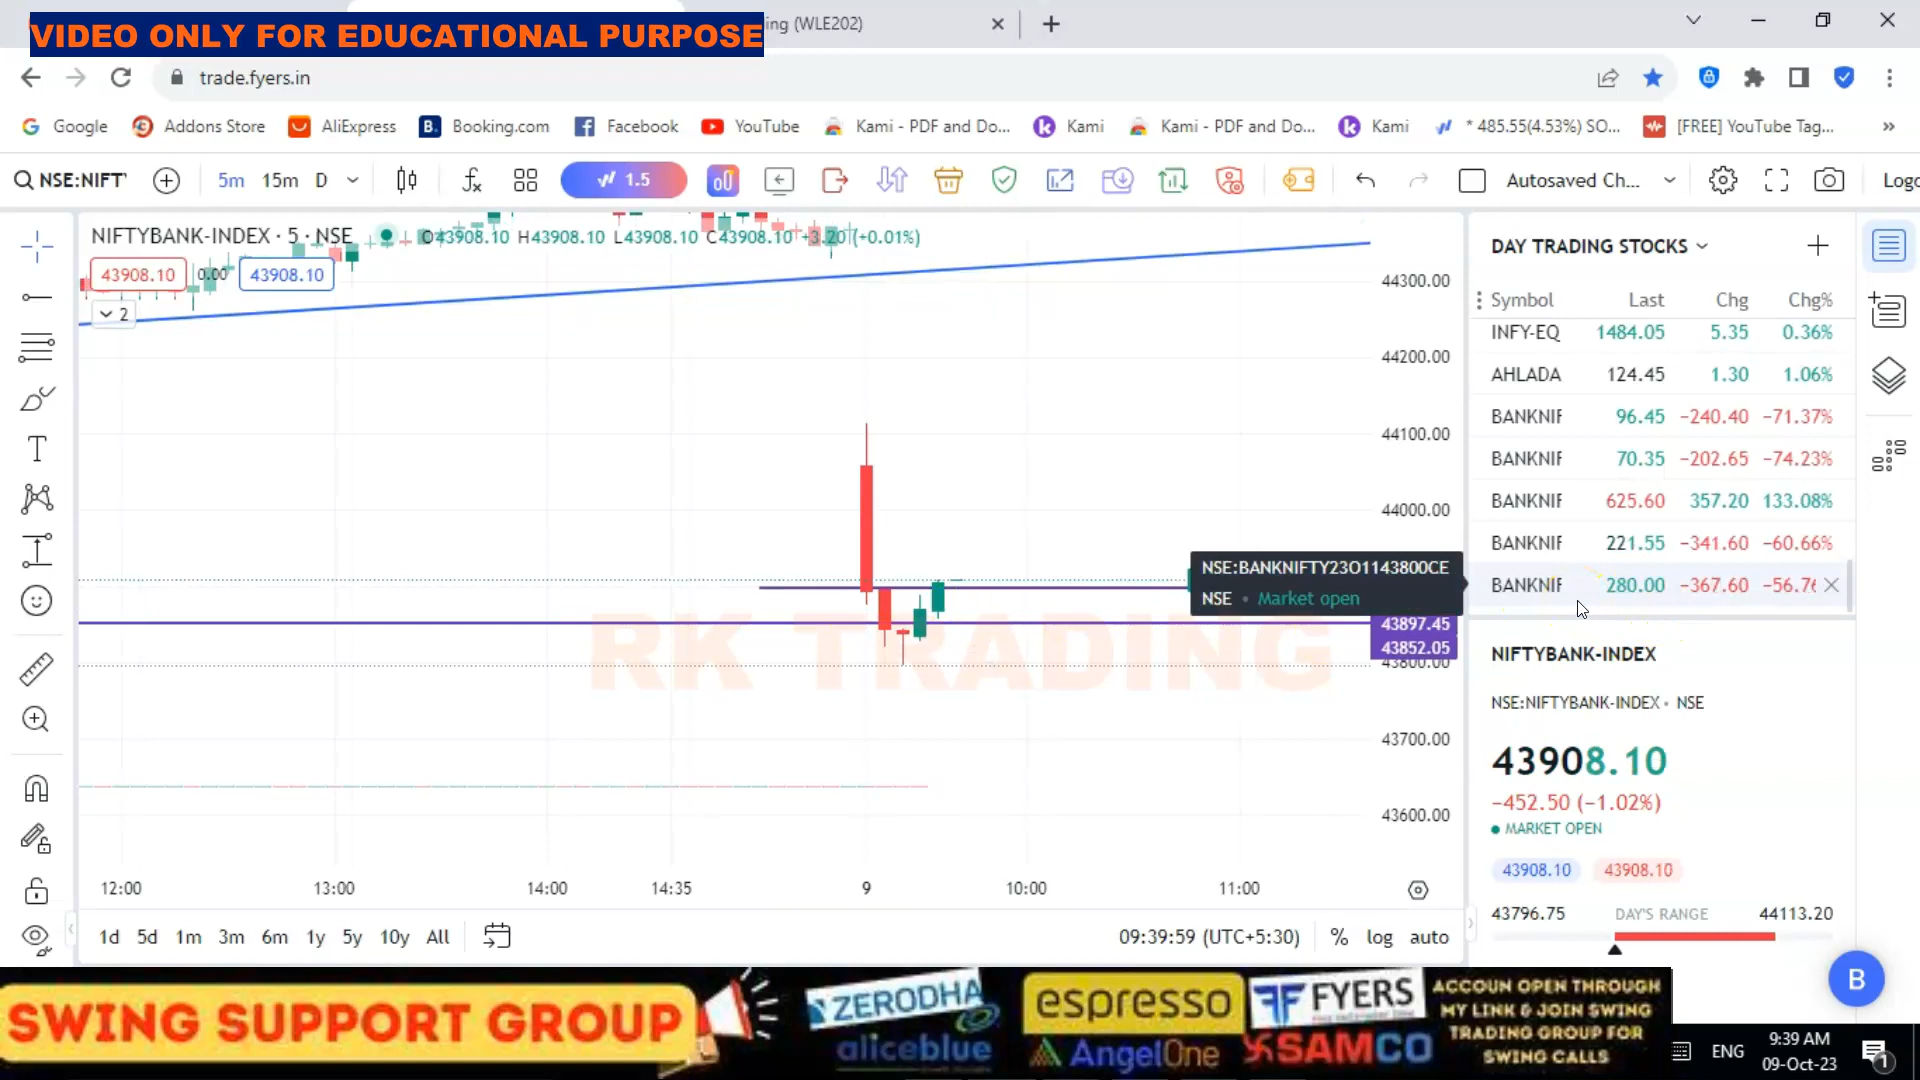 VIDEO ONLY FOR EDUCATIONAL PURPOSE
ing (WLE202)
trade.fyers.in
Google Addons Store AliExpress Booking.com Facebook YouTube Kami - PDF and Do... Kami Kami - PDF and Do... Kami * 485.55(4.53%) SO... [FREE] YouTube Tag...
NSE:NIFTY 5m 15m D 1.5 Autosaved Ch...
NIFTYBANK-INDEX · 5 · NSE O43908.10 H43908.10 L43908.10 C43908.10 +3.20 (+0.01%)
43908.10 0.00 43908.10
2
44300.00
44200.00
44100.00
44000.00
NSE:BANKNIFTY23O1143800CE
NSE • Market open
43897.45
43852.05
43800.00
43700.00
43600.00
RK TRADING
12:00 13:00 14:00 14:35 9 10:00 11:00
1d 5d 1m 3m 6m 1y 5y 10y All 09:39:59 (UTC+5:30) % log auto
DAY TRADING STOCKS
Symbol Last Chg Chg%
INFY-EQ 1484.05 5.35 0.36%
AHLADA 124.45 1.30 1.06%
BANKNIF 96.45 −240.40 −71.37%
BANKNIF 70.35 −202.65 −74.23%
BANKNIF 625.60 357.20 133.08%
BANKNIF 221.55 −341.60 −60.66%
BANKNIF 280.00 −367.60 −56.76
NIFTYBANK-INDEX
NSE:NIFTYBANK-INDEX • NSE
43908.10
−452.50 (−1.02%)
MARKET OPEN
43908.10 43908.10
43796.75 DAY'S RANGE 44113.20
B
SWING SUPPORT GROUP
ZERODHA
aliceblue
espresso
AngelOne
FYERS
SAMCO
ACCOUN OPEN THROUGH
MY LINK & JOIN SWING
TRADING GROUP FOR
SWING CALLS
ENG
9:39 AM
09-Oct-23
1